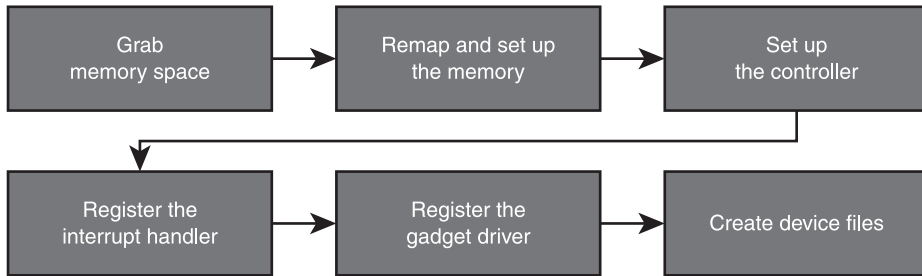 Grab
memory space
Remap and set up
the memory
Set up
the controller
Register the
interrupt handler
Register the
gadget driver
Create device files